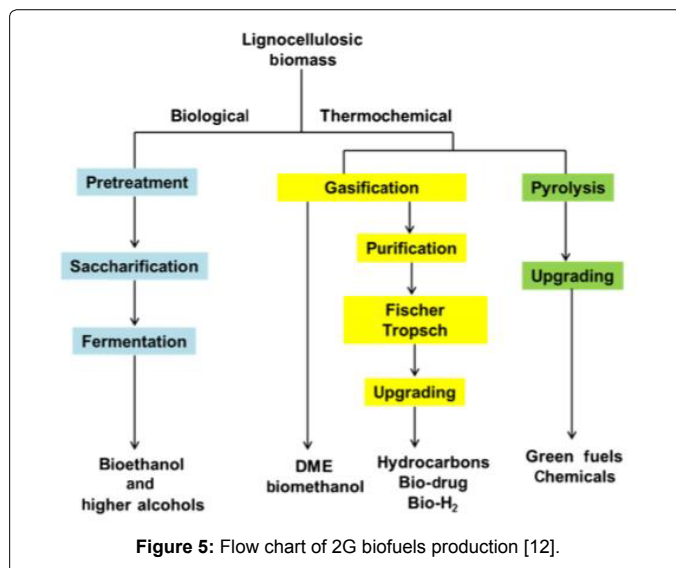 Lignocellulosic
biomass
Biological
Thermochemical
Pretreatment
Gasification
Pyrolysis
Saccharification
Purification
Upgrading
Fermentation
Fischer
Tropsch
Upgrading
Bioethanol
and
higher alcohols
DME
biomethanol
Hydrocarbons
Bio-drug
Bio-H₂
Green fuels
Chemicals
Figure 5: Flow chart of 2G biofuels production [12].